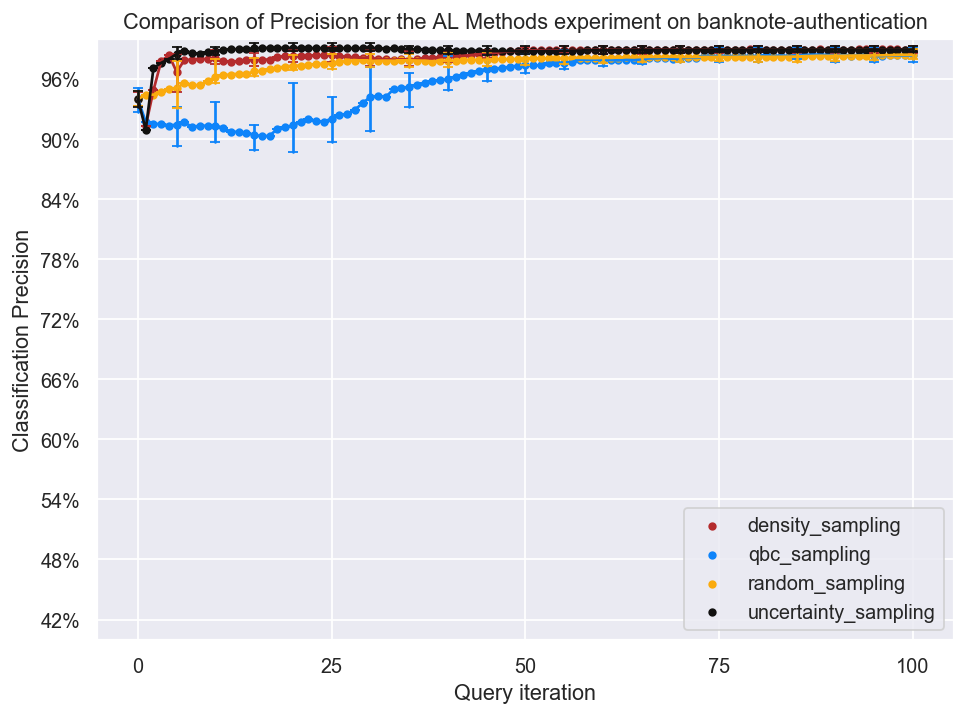 Comparison of Precision for the AL Methods experiment on banknote-authentication
96%
90%
84%
78%
72%
66%
60%
54%
48%
42%
Classification Precision
density_sampling
qbc_sampling
random_sampling
uncertainty_sampling
0 25 50 75 100
Query iteration